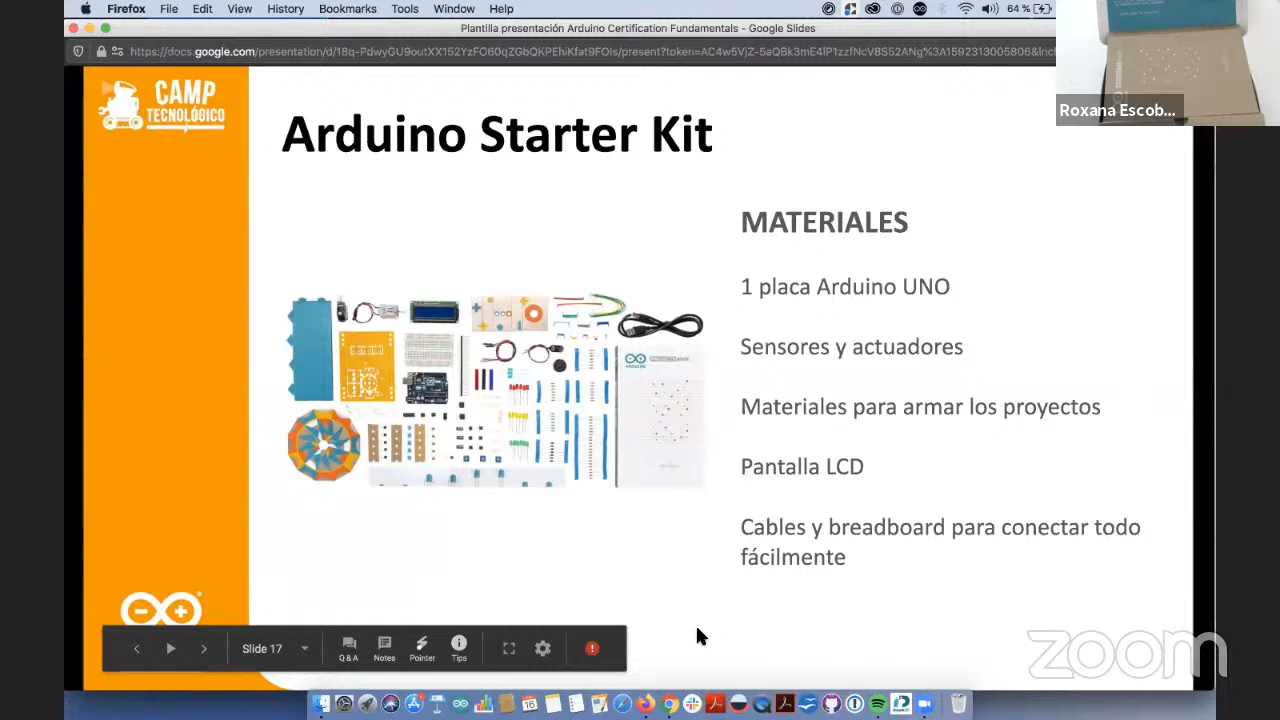 Firefox File Edit View History Bookmarks Tools Window Help
64 %
Plantilla presentación Arduino Certification Fundamentals - Google Slides
Roxana Escob...
CAMP
TECNOLÓGICO
Arduino Starter Kit
MATERIALES
1 placa Arduino UNO
Sensores y actuadores
Materiales para armar los proyectos
Pantalla LCD
Cables y breadboard para conectar todo
fácilmente
Slide 17
Q & A
Notes
Pointer
Tips
zoom